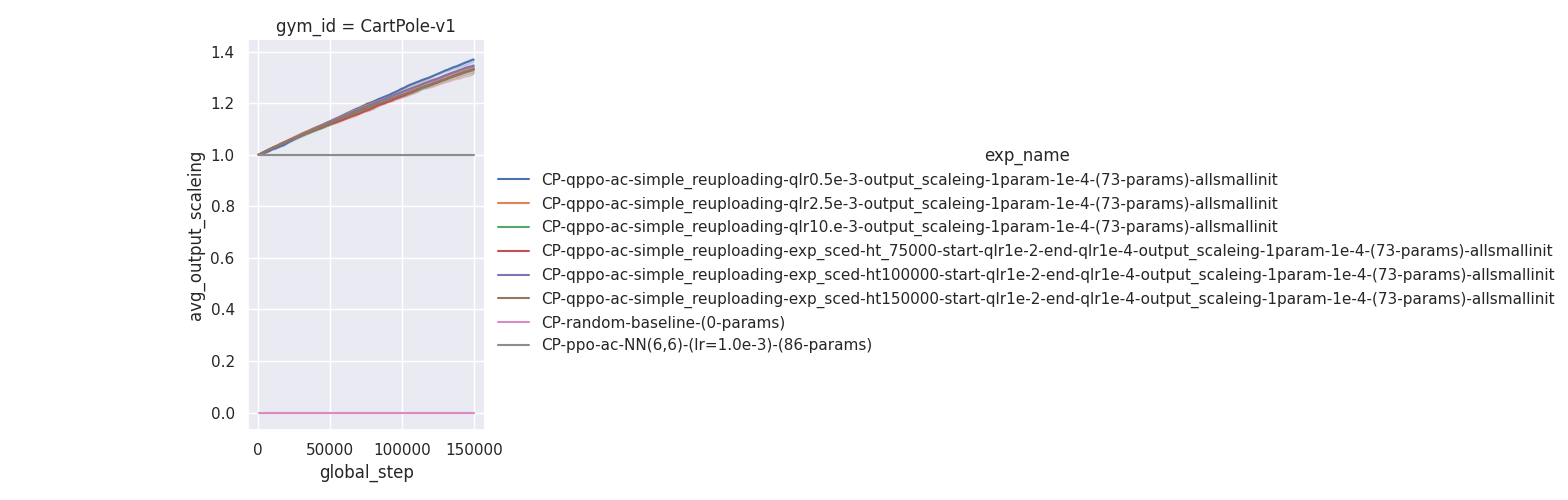 gym_id = CartPole-v1
1.4
1.2
1.0
0.8
0.6
0.4
0.2
0.0
avg_output_scaleing
0 50000 100000 150000
global_step
exp_name
CP-qppo-ac-simple_reuploading-qlr0.5e-3-output_scaleing-1param-1e-4-(73-params)-allsmallinit
CP-qppo-ac-simple_reuploading-qlr2.5e-3-output_scaleing-1param-1e-4-(73-params)-allsmallinit
CP-qppo-ac-simple_reuploading-qlr10.e-3-output_scaleing-1param-1e-4-(73-params)-allsmallinit
CP-qppo-ac-simple_reuploading-exp_sced-ht_75000-start-qlr1e-2-end-qlr1e-4-output_scaleing-1param-1e-4-(73-params)-allsmallinit
CP-qppo-ac-simple_reuploading-exp_sced-ht100000-start-qlr1e-2-end-qlr1e-4-output_scaleing-1param-1e-4-(73-params)-allsmallinit
CP-qppo-ac-simple_reuploading-exp_sced-ht150000-start-qlr1e-2-end-qlr1e-4-output_scaleing-1param-1e-4-(73-params)-allsmallinit
CP-random-baseline-(0-params)
CP-ppo-ac-NN(6,6)-(lr=1.0e-3)-(86-params)